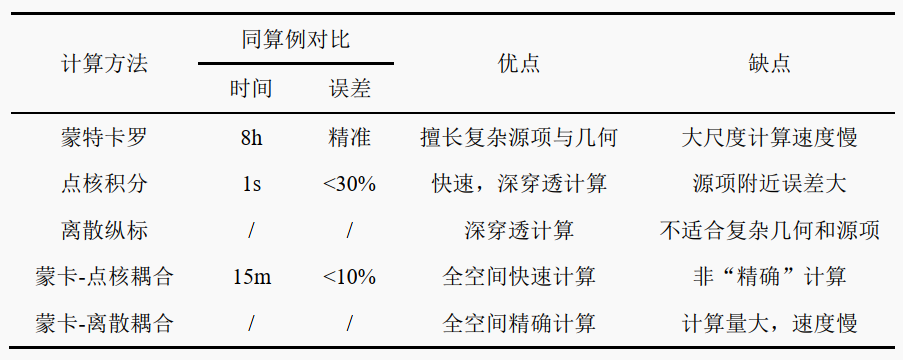 计算方法 同算例对比 优点 缺点
时间 误差
蒙特卡罗 8h 精准 擅长复杂源项与几何 大尺度计算速度慢
点核积分 1s <30% 快速，深穿透计算 源项附近误差大
离散纵标 / / 深穿透计算 不适合复杂几何和源项
蒙卡-点核耦合 15m <10% 全空间快速计算 非“精确”计算
蒙卡-离散耦合 / / 全空间精确计算 计算量大，速度慢